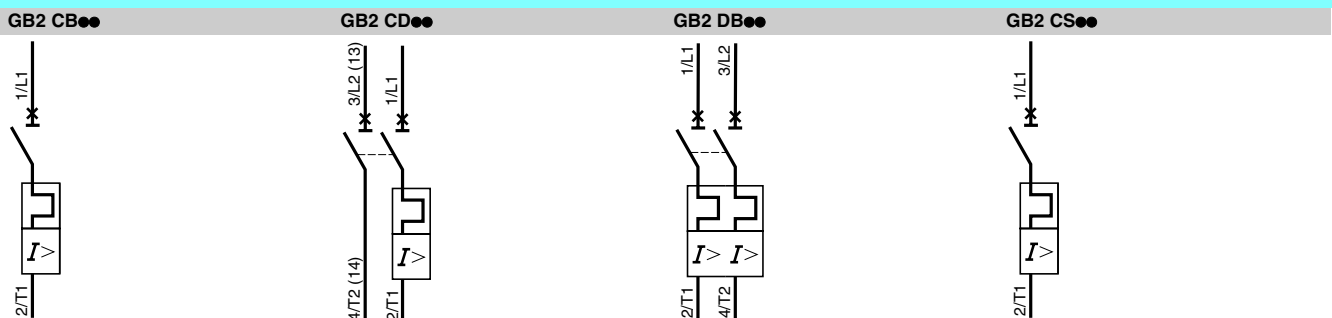 GB2 CB●●
GB2 CD●●
GB2 DB●●
GB2 CS●●
1/L1
3/L2 (13)
1/L1
1/L1
3/L2
1/L1
I>
I>
I> I>
I>
2/T1
4/T2 (14)
2/T1
2/T1
4/T2
2/T1